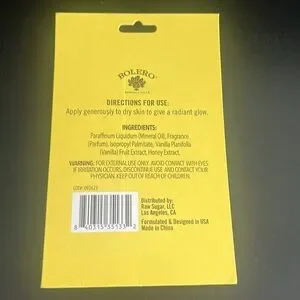 BOLERO
BEVERLY HILLS
DIRECTIONS FOR USE:
Apply generously to dry skin to give a radiant glow.
INGREDIENTS:
Paraffinum Liquidum (Mineral Oil), Fragrance
(Parfum), Isopropyl Palmitate, Vanilla Planifolia
(Vanilla) Fruit Extract, Honey Extract.
WARNING: FOR EXTERNAL USE ONLY. AVOID CONTACT WITH EYES.
IF IRRITATION OCCURS, DISCONTINUE USE AND CONTACT YOUR
PHYSICIAN. KEEP OUT OF REACH OF CHILDREN.
Distributed by:
Raw Sugar, LLC
Los Angeles, CA
Formulated & Designed in USA
Made in China